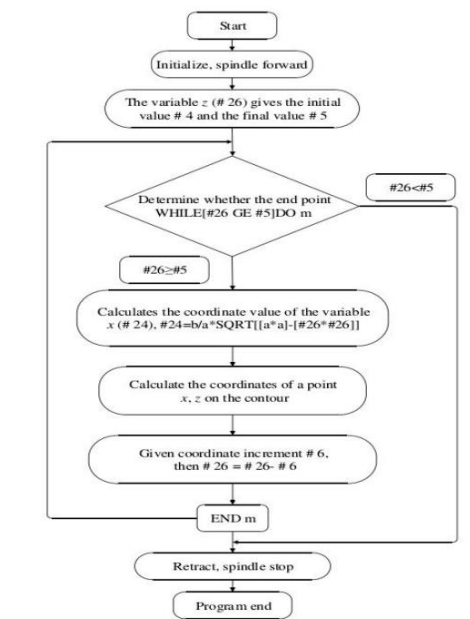 Start
Initialize, spindle forward
The variable z (# 26) gives the initial
value # 4 and the final value # 5
#26<#5
Determine whether the end point
WHILE[#26 GE #5]DO m
#26≥#5
Calculates the coordinate value of the variable
x (# 24), #24=b/a*SQRT[[a*a]-[#26*#26]]
Calculate the coordinates of a point
x, z on the contour
Given coordinate increment # 6,
then # 26 = # 26- # 6
END m
Retract, spindle stop
Program end